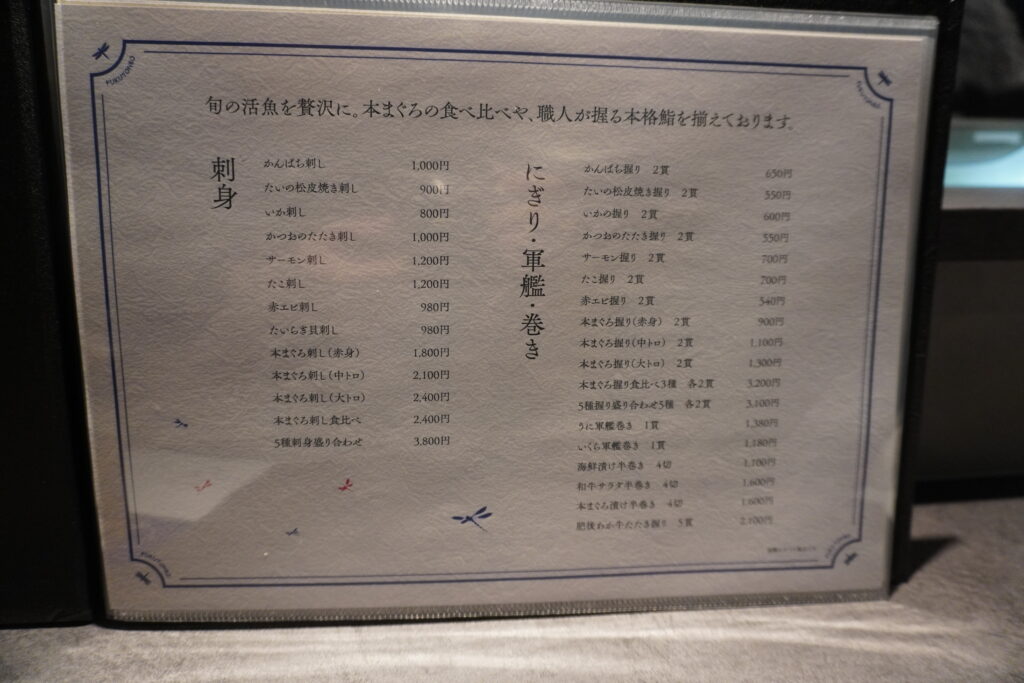 旬の活魚を贅沢に。本まぐろの食べ比べや、職人が握る本格鮨を揃えております。
刺身
かんぱち刺し 1,000円
たいの松皮焼き刺し 900円
いか刺し 800円
かつおのたたき刺し 1,000円
サーモン刺し 1,200円
たこ刺し 1,200円
赤エビ刺し 980円
たいらぎ貝刺し 980円
本まぐろ刺し(赤身) 1,800円
本まぐろ刺し(中トロ) 2,100円
本まぐろ刺し(大トロ) 2,400円
本まぐろ刺し食比べ 2,400円
5種刺身盛り合わせ 3,800円
にぎり・軍艦・巻き
かんぱち握り 2貫 650円
たいの松皮焼き握り 2貫 550円
いかの握り 2貫 600円
かつおのたたき握り 2貫 550円
サーモン握り 2貫 700円
たこ握り 2貫 700円
赤エビ握り 2貫 540円
本まぐろ握り(赤身) 2貫 900円
本まぐろ握り(中トロ) 2貫 1,100円
本まぐろ握り(大トロ) 2貫 1,300円
本まぐろ握り食比べ3種 各2貫 3,200円
5種握り盛り合わせ5種 各2貫 3,100円
うに軍艦巻き 1貫 1,380円
いくら軍艦巻き 1貫 1,180円
海鮮漬け半巻き 4切 1,100円
和牛サラダ半巻き 4切 1,600円
本まぐろ漬け半巻き 4切 1,600円
肥後あか牛たたき握り 5貫 2,100円